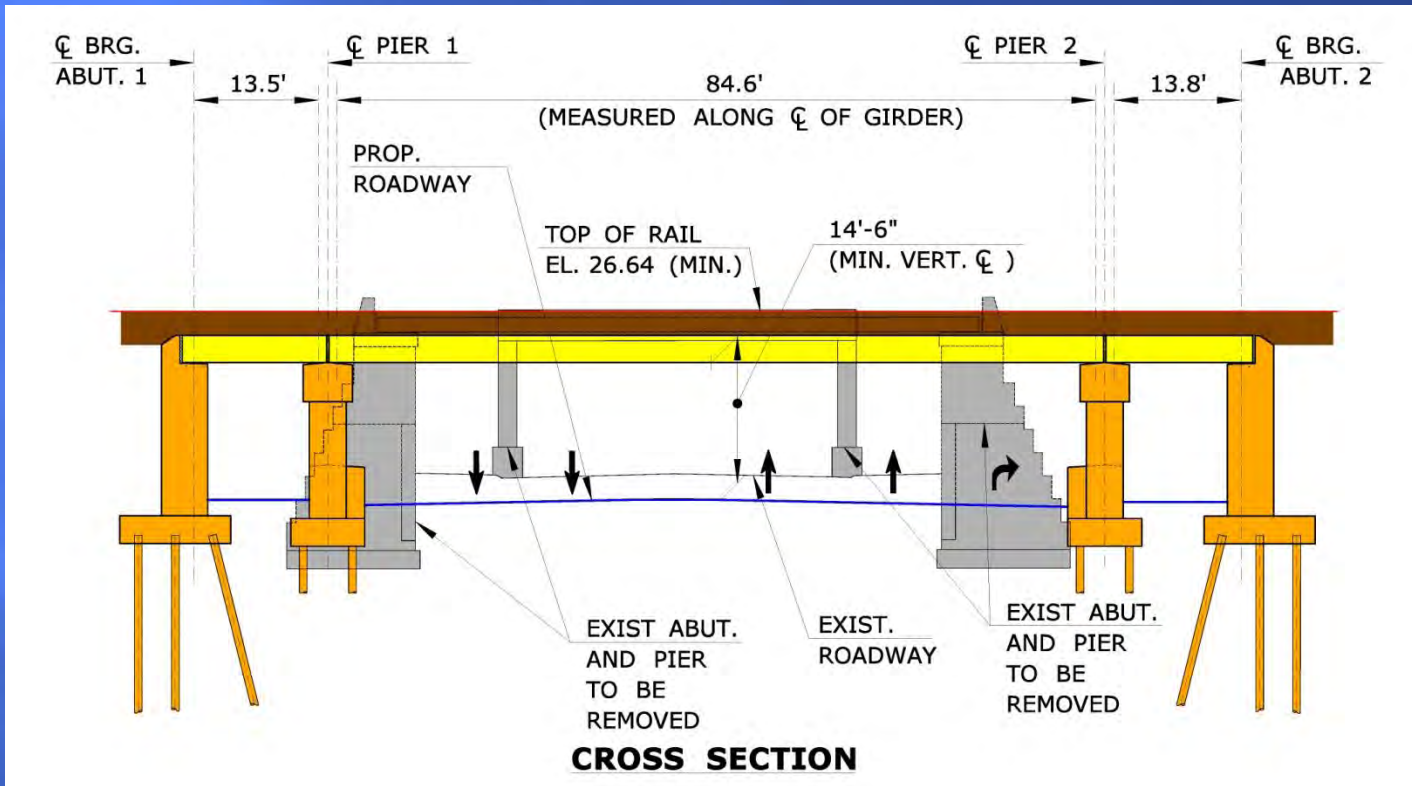 ℄ BRG.
ABUT. 1
℄ PIER 1
℄ PIER 2
℄ BRG.
ABUT. 2
13.5'
84.6'
13.8'
(MEASURED ALONG ℄ OF GIRDER)
PROP.
ROADWAY
TOP OF RAIL
EL. 26.64 (MIN.)
14'-6"
(MIN. VERT. ℄ )
EXIST ABUT.
AND PIER
TO BE
REMOVED
EXIST.
ROADWAY
EXIST ABUT.
AND PIER
TO BE
REMOVED
CROSS SECTION